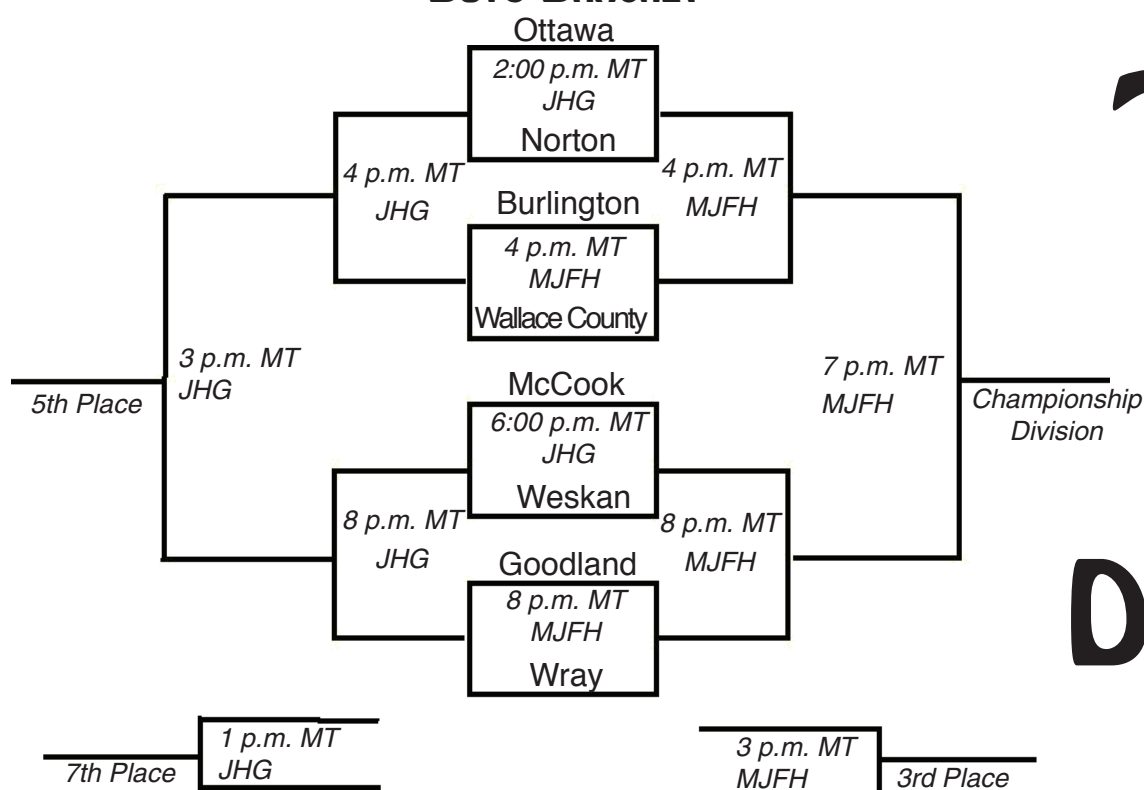 Ottawa
2:00 p.m. MT
JHG
Norton
4 p.m. MT
JHG
4 p.m. MT
MJFH
Burlington
4 p.m. MT
MJFH
Wallace County
3 p.m. MT
JHG
5th Place
7 p.m. MT
MJFH
Championship
Division
McCook
6:00 p.m. MT
JHG
Weskan
8 p.m. MT
JHG
8 p.m. MT
MJFH
Goodland
8 p.m. MT
MJFH
Wray
1 p.m. MT
JHG
7th Place
3 p.m. MT
MJFH
3rd Place